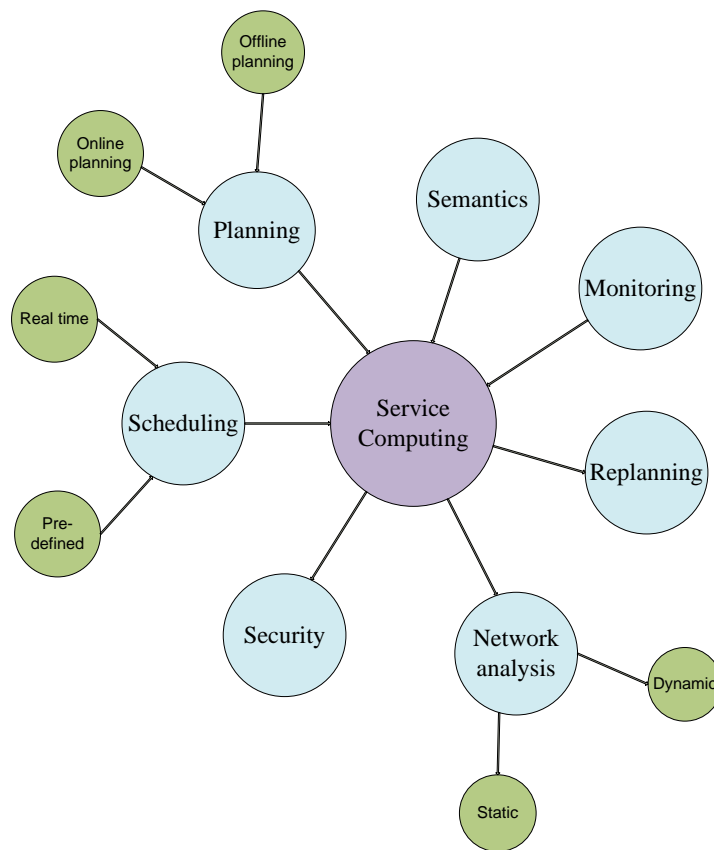 Offline
planning
Online
planning
Planning
Semantics
Monitoring
Real time
Scheduling
Service
Computing
Replanning
Pre-
defined
Security
Network
analysis
Dynamic
Static